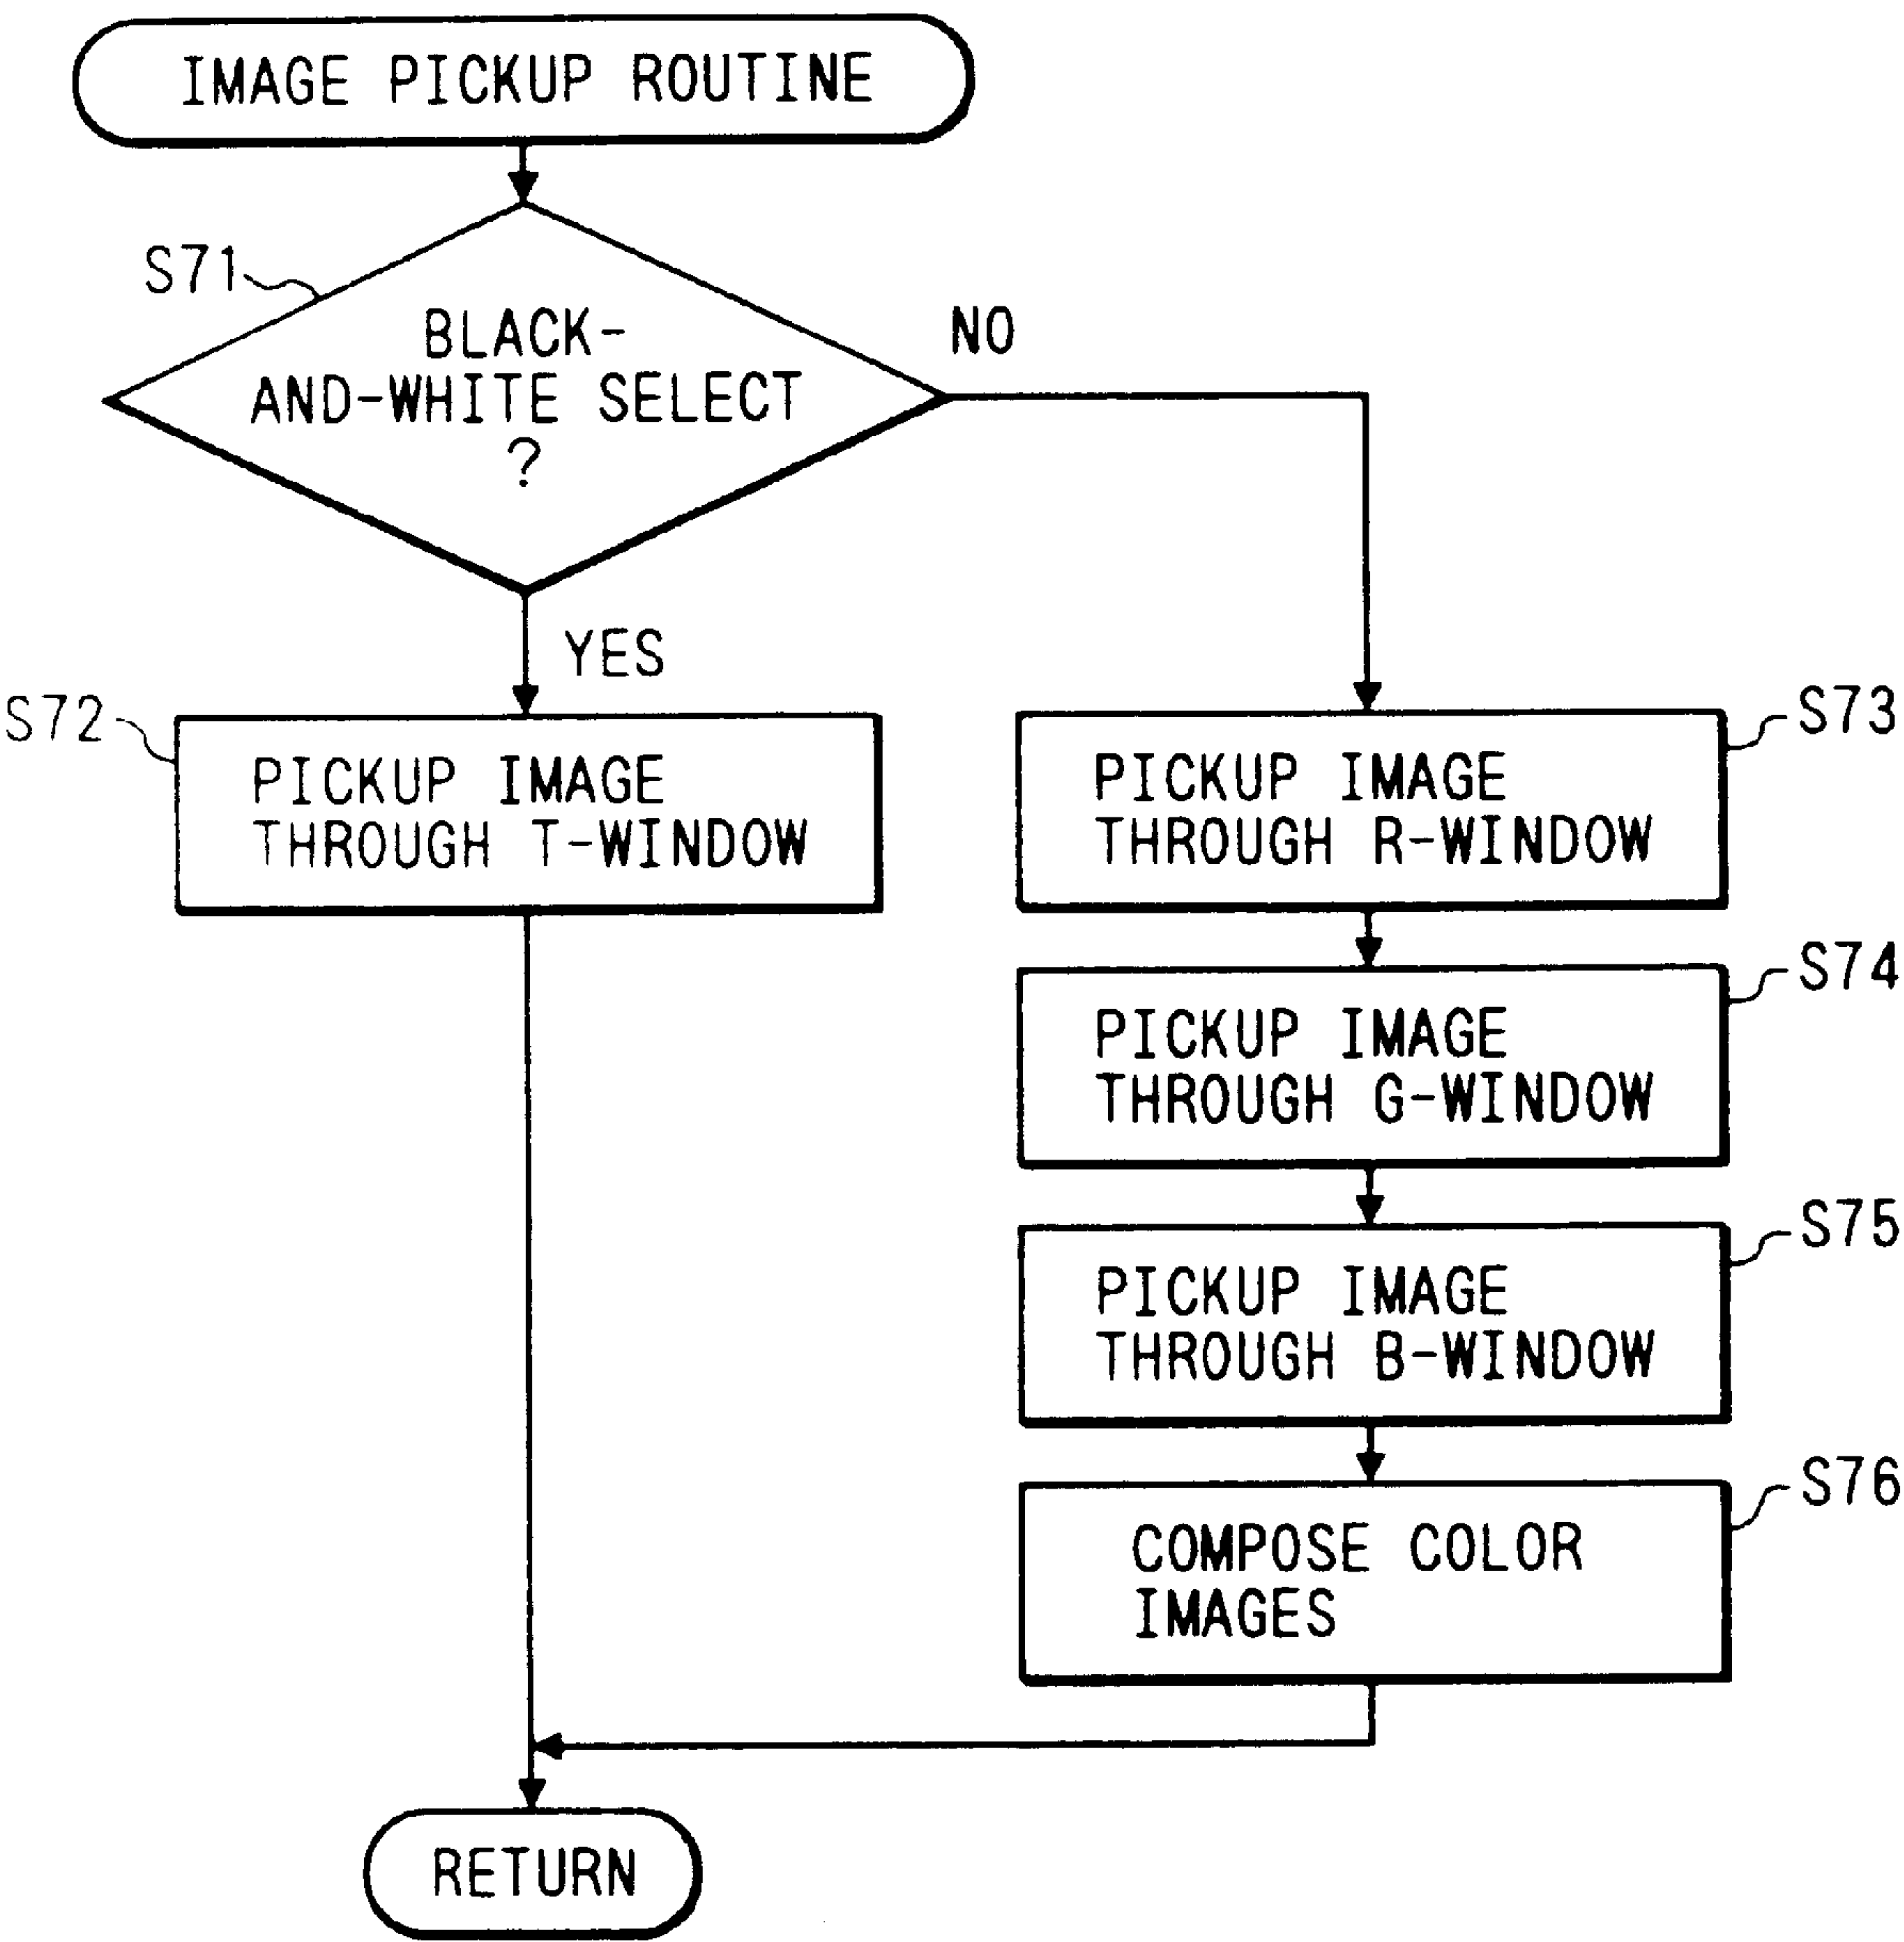 IMAGE PICKUP ROUTINE
S71
BLACK-
AND-WHITE SELECT
?
NO
YES
S72
PICKUP IMAGE
THROUGH T-WINDOW
S73
PICKUP IMAGE
THROUGH R-WINDOW
S74
PICKUP IMAGE
THROUGH G-WINDOW
S75
PICKUP IMAGE
THROUGH B-WINDOW
S76
COMPOSE COLOR
IMAGES
RETURN